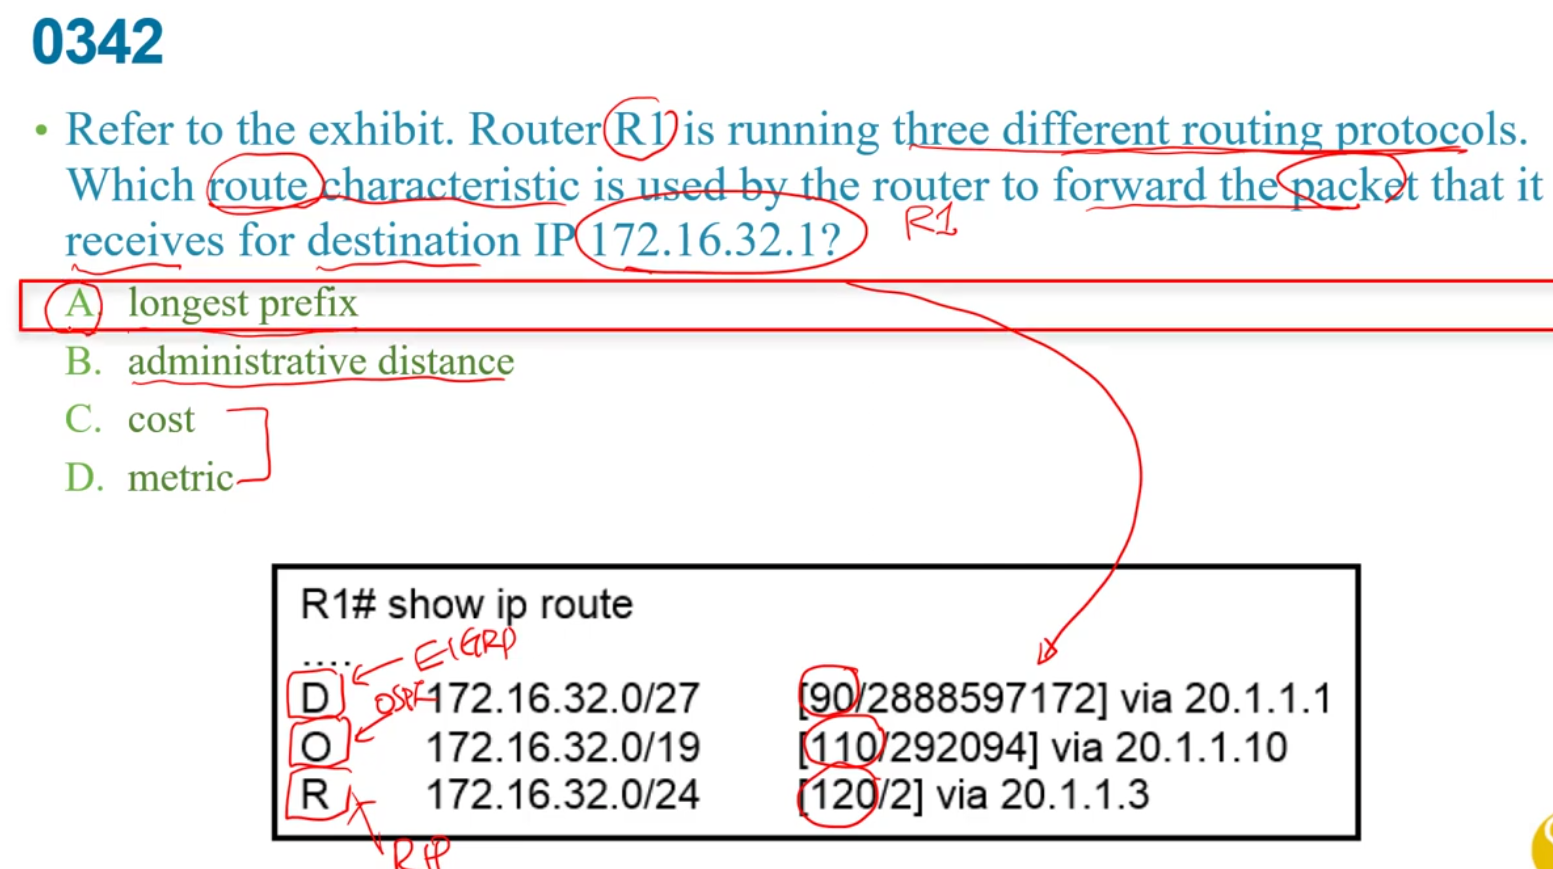 0342
• Refer to the exhibit. Router R1 is running three different routing protocols.
Which route characteristic is used by the router to forward the packet that it
receives for destination IP 172.16.32.1?
R1
A. longest prefix
B. administrative distance
C. cost
D. metric
R1# show ip route
....
EIGRP
D 172.16.32.0/27 [90/2888597172] via 20.1.1.1
OSPF
O 172.16.32.0/19 [110/292094] via 20.1.1.10
R 172.16.32.0/24 [120/2] via 20.1.1.3
RIP